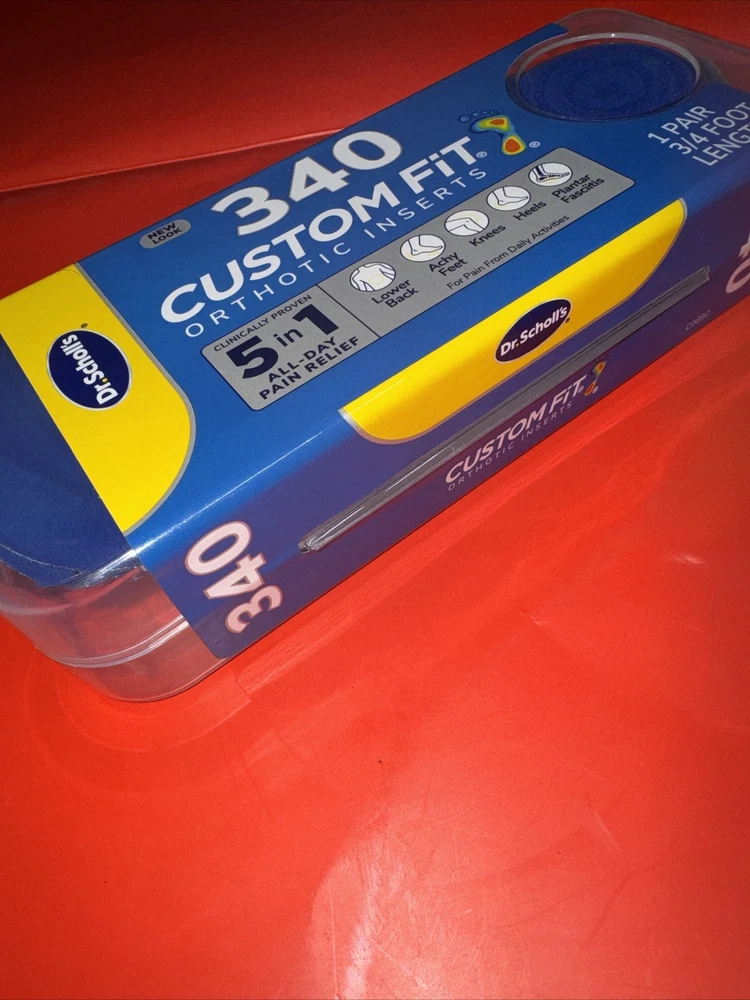 NEW
LOOK
340
CUSTOM FiT®
®
ORTHOTIC INSERTS
1 PAIR
3/4 FOOT
LENGT
CLINICALLY PROVEN
5 in 1
ALL-DAY
PAIN RELIEF
Lower
Back
Achy
Feet
Knees
Heels
Plantar
Fasciitis
For Pain From Daily Activities
Dr. Scholl's®
Dr. Scholl's®
CUSTOM FiT®
ORTHOTIC INSERTS
340